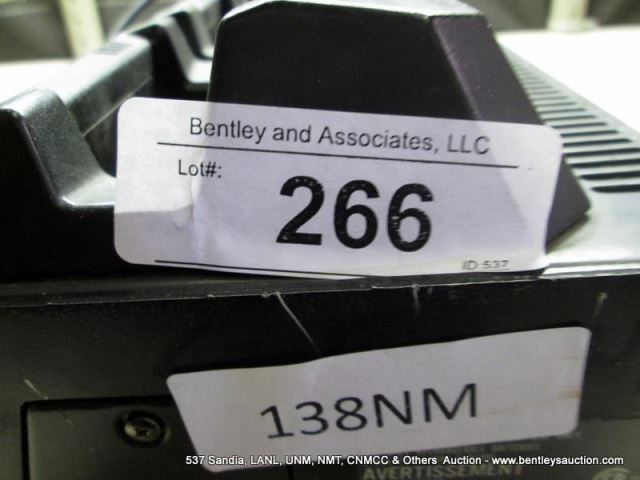 Bentley and Associates, LLC
Lot#:
266
ID:537
138NM
537 Sandia, LANL, UNM, NMT, CNMCC & Others Auction - www.bentleysauction.com
AVERTISSEMENT